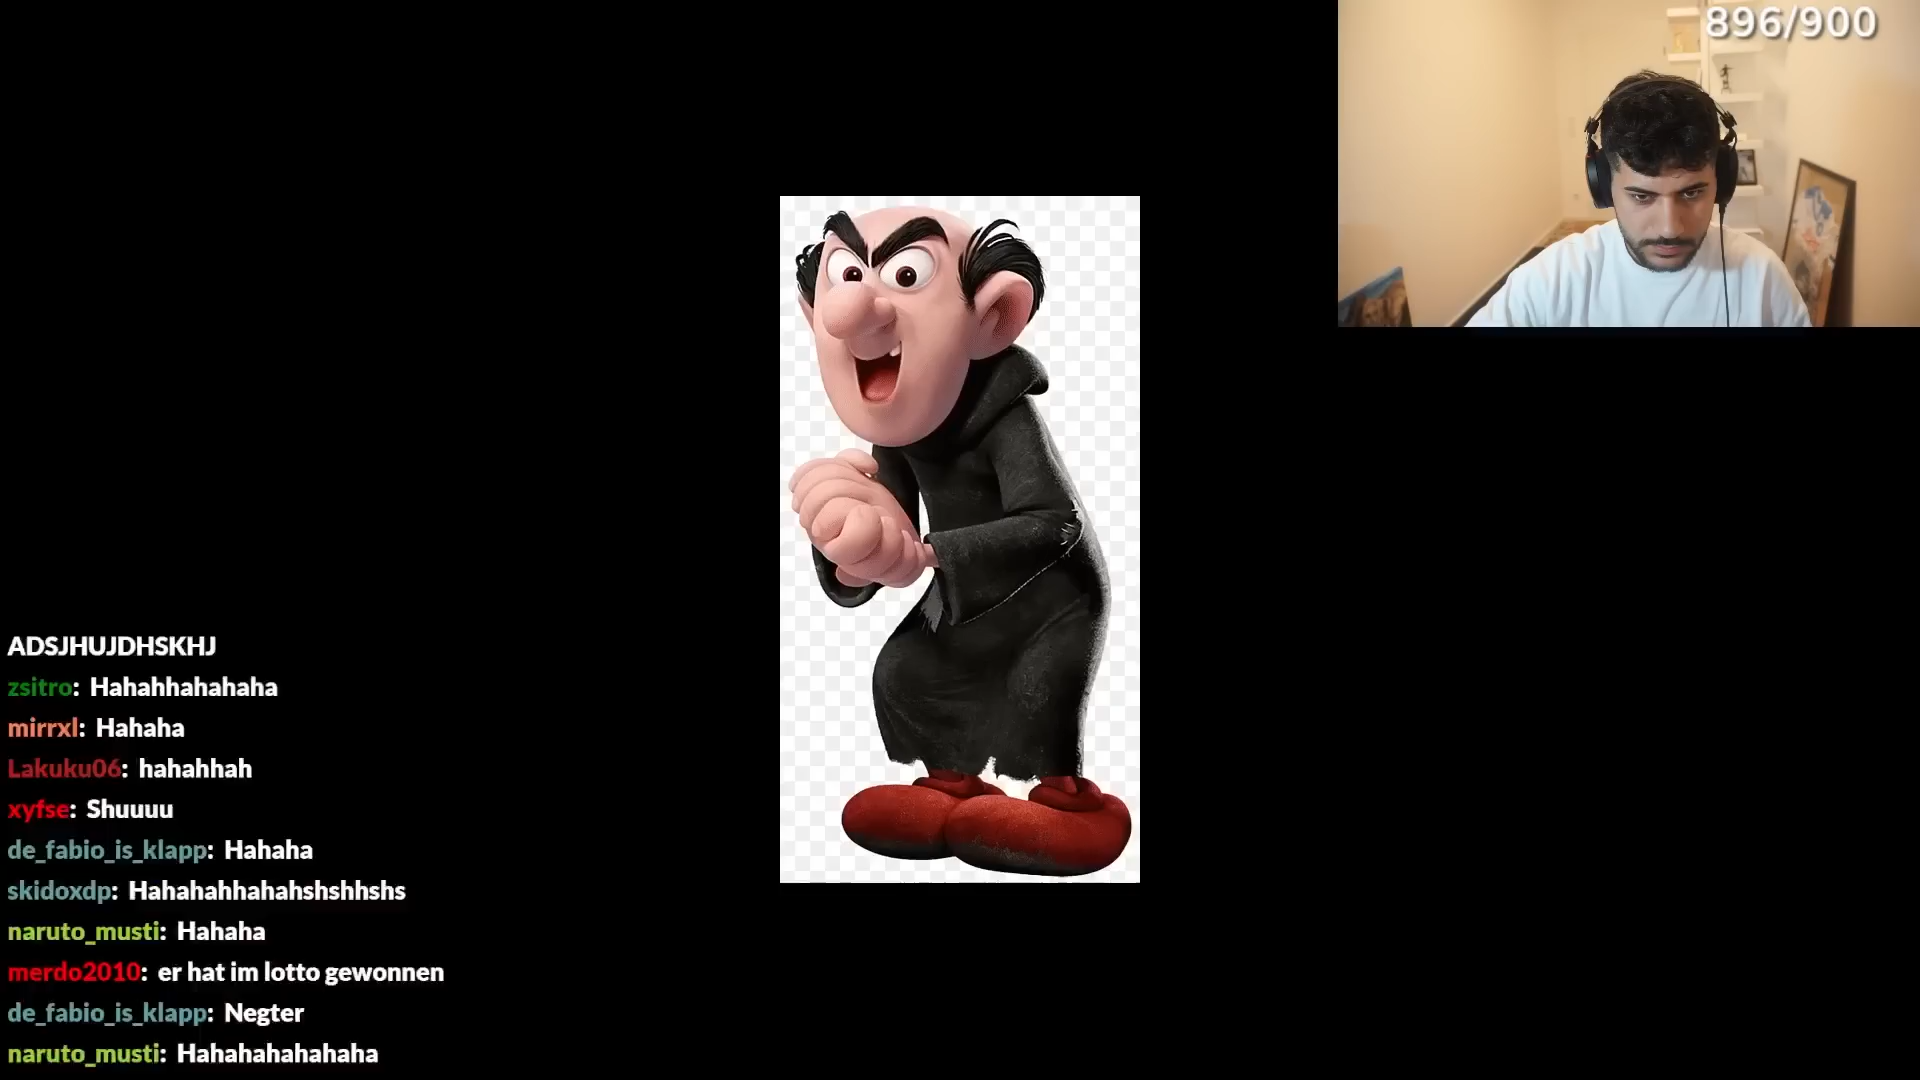 896/900
ADSJHUJDHSKHJ
zsitro: Hahahhahahaha
mirrxl: Hahaha
Lakuku06: hahahhah
xyfse: Shuuuu
de_fabio_is_klapp: Hahaha
skidoxdp: Hahahahhahahshshhshs
naruto_musti: Hahaha
merdo2010: er hat im lotto gewonnen
de_fabio_is_klapp: Negter
naruto_musti: Hahahahahahaha